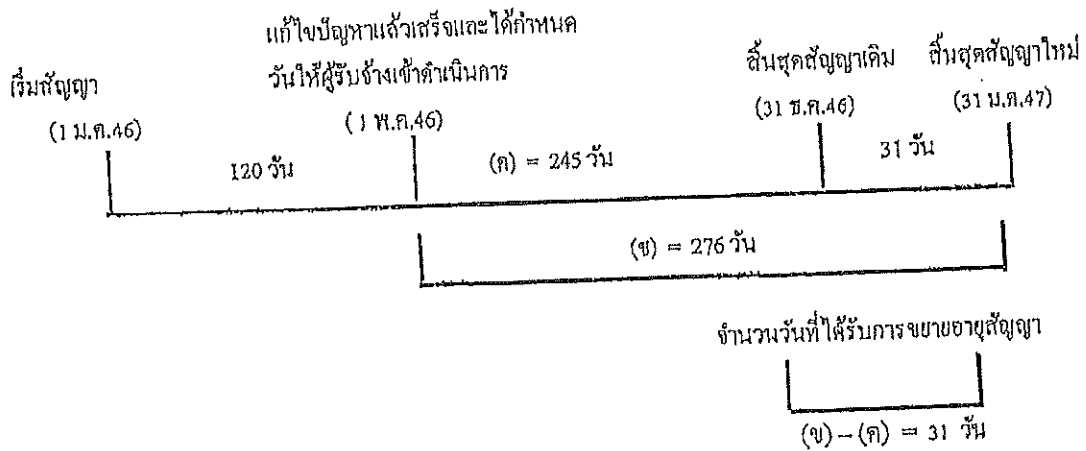 แก้ไขปัญหาแล้วเสร็จและได้กำหนด
วันให้ผู้รับจ้างเข้าดำเนินการ
เริ่มสัญญา
สิ้นสุดสัญญาเดิม
สิ้นสุดสัญญาใหม่
(1 ม.ค.46)
(1 พ.ค.46)
(31 ธ.ค.46)
(31 ม.ค.47)
120 วัน
(ค) = 245 วัน
31 วัน
(ข) = 276 วัน
จำนวนวันที่ได้รับการขยายอายุสัญญา
(ข) – (ค) = 31 วัน